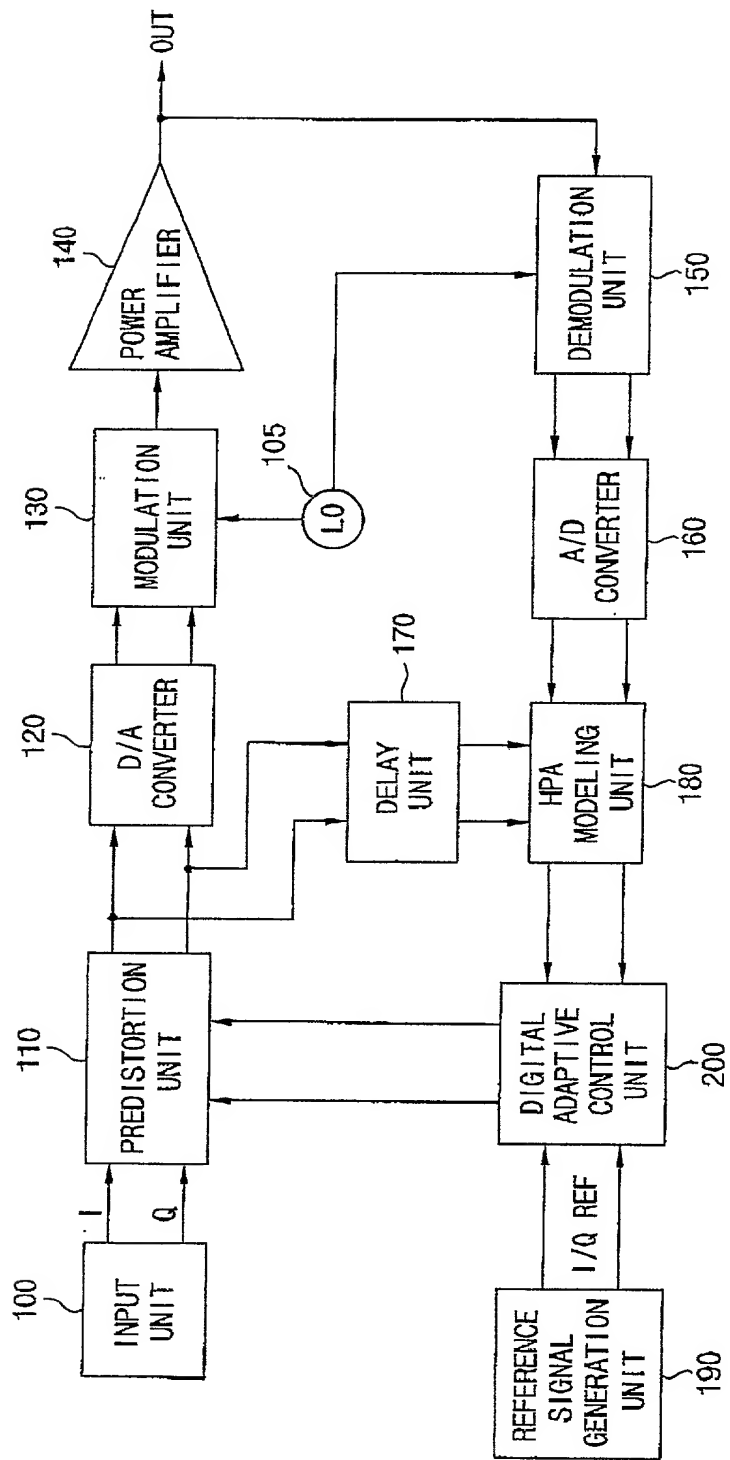 100
INPUT
UNIT
I
Q
110
PREDISTORTION
UNIT
120
D/A
CONVERTER
130
MODULATION
UNIT
140
POWER
AMPLIFIER
OUT
105
LO
170
DELAY
UNIT
190
REFERENCE
SIGNAL
GENERATION
UNIT
I/Q REF
200
DIGITAL
ADAPTIVE
CONTROL
UNIT
180
HPA
MODELING
UNIT
160
A/D
CONVERTER
150
DEMODULATION
UNIT